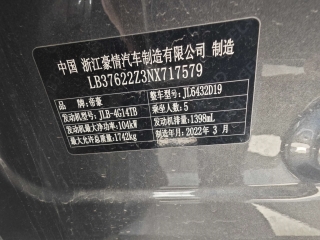 中国 浙江豪情汽车制造有限公司 制造
LB37622Z3NX717579
品牌：帝豪 整车型号：JL6432D19
发动机型号：JLB-4G14TB 乘坐人数：5
发动机最大净功率：104kW 发动机排量：1398mL
最大允许总质量：1742kg 制造年月：2022年 3 月